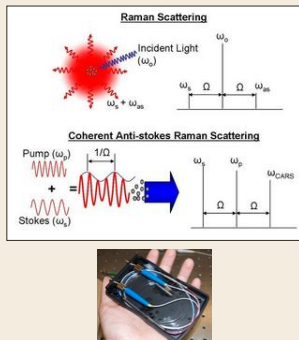 Raman Scattering
Incident Light
(ω₀)
ωₛ + ωₐₛ
ω₀
ωₛ Ω Ω ωₐₛ
Coherent Anti-stokes Raman Scattering
Pump (ωₚ)
+
=
Stokes (ωₛ)
1/Ω
ωₛ ωₚ ωCARS
Ω Ω